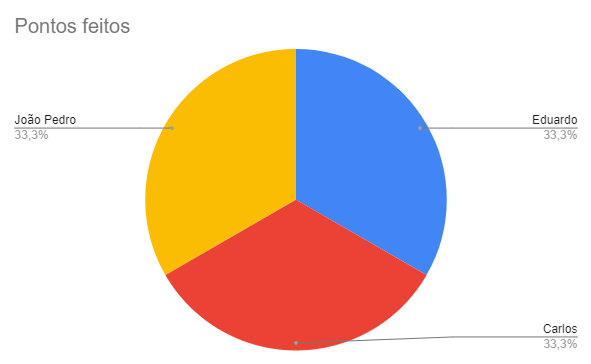 Pontos feitos
João Pedro
33,3%
Eduardo
33,3%
Carlos
33,3%